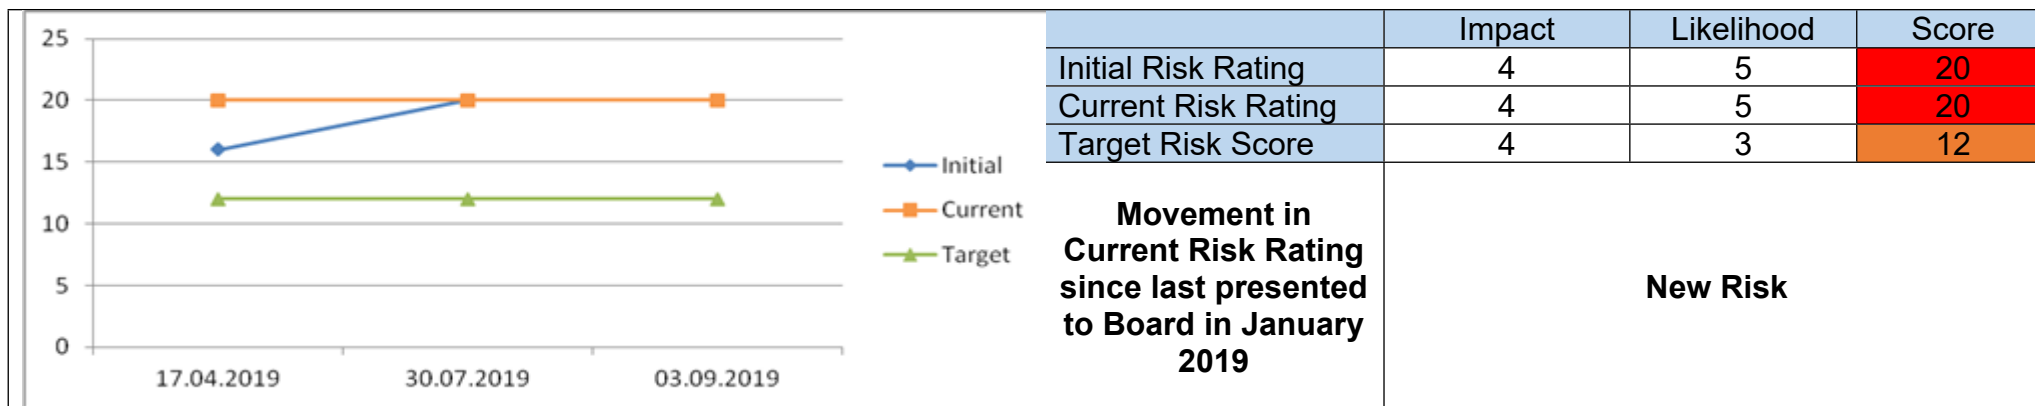 25
20
15
10
5
0
17.04.2019 30.07.2019 03.09.2019
Initial
Current
Target
Impact Likelihood Score
Initial Risk Rating 4 5 20
Current Risk Rating 4 5 20
Target Risk Score 4 3 12
Movement in
Current Risk Rating
since last presented
to Board in January
2019
New Risk